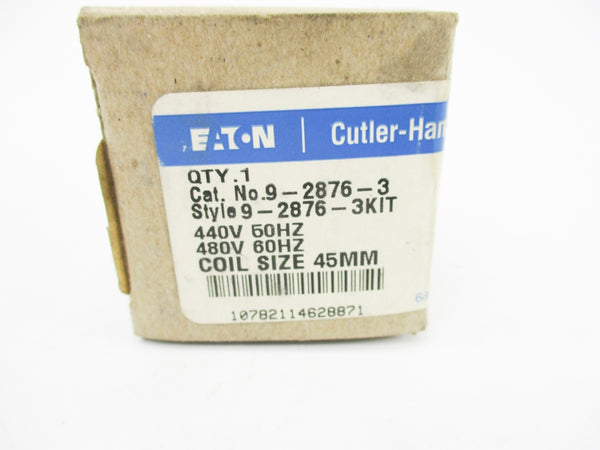 EATON | Cutler-Ham
QTY.1
Cat. No.9-2876-3
Style 9-2876-3KIT
440V 50HZ
480V 60HZ
COIL SIZE 45MM
10782114628871